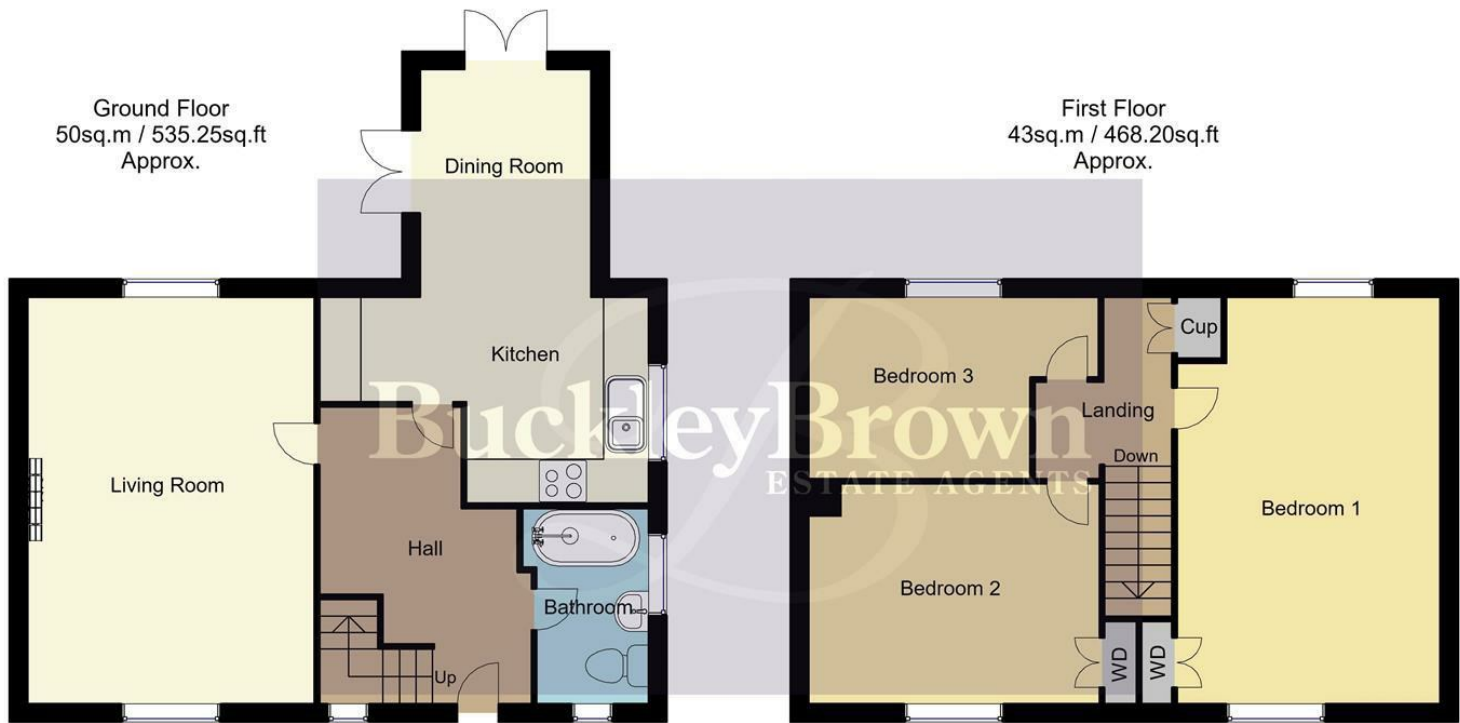 Ground Floor
50sq.m / 535.25sq.ft
Approx.
First Floor
43sq.m / 468.20sq.ft
Approx.
Dining Room
Kitchen
Living Room
Hall
Bathroom
Up
Bedroom 3
Cup
Landing
Down
Bedroom 1
Bedroom 2
WD
WD
BuckleyBrown
ESTATE AGENTS
B